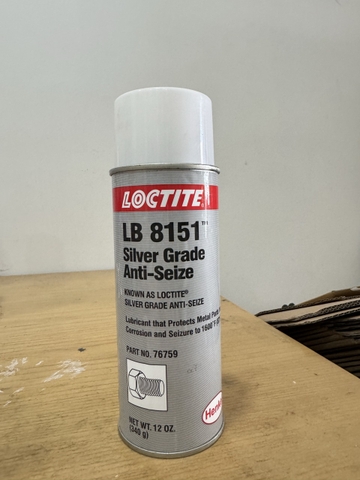 LOCTITE
LB 8151™
Silver Grade
Anti-Seize
KNOWN AS LOCTITE®
SILVER GRADE ANTI-SEIZE
Lubricant that Protects Metal Parts
Corrosion and Seizure to 1600°F
PART NO. 76759
NET WT. 12 OZ.
(340 g)
Henkel